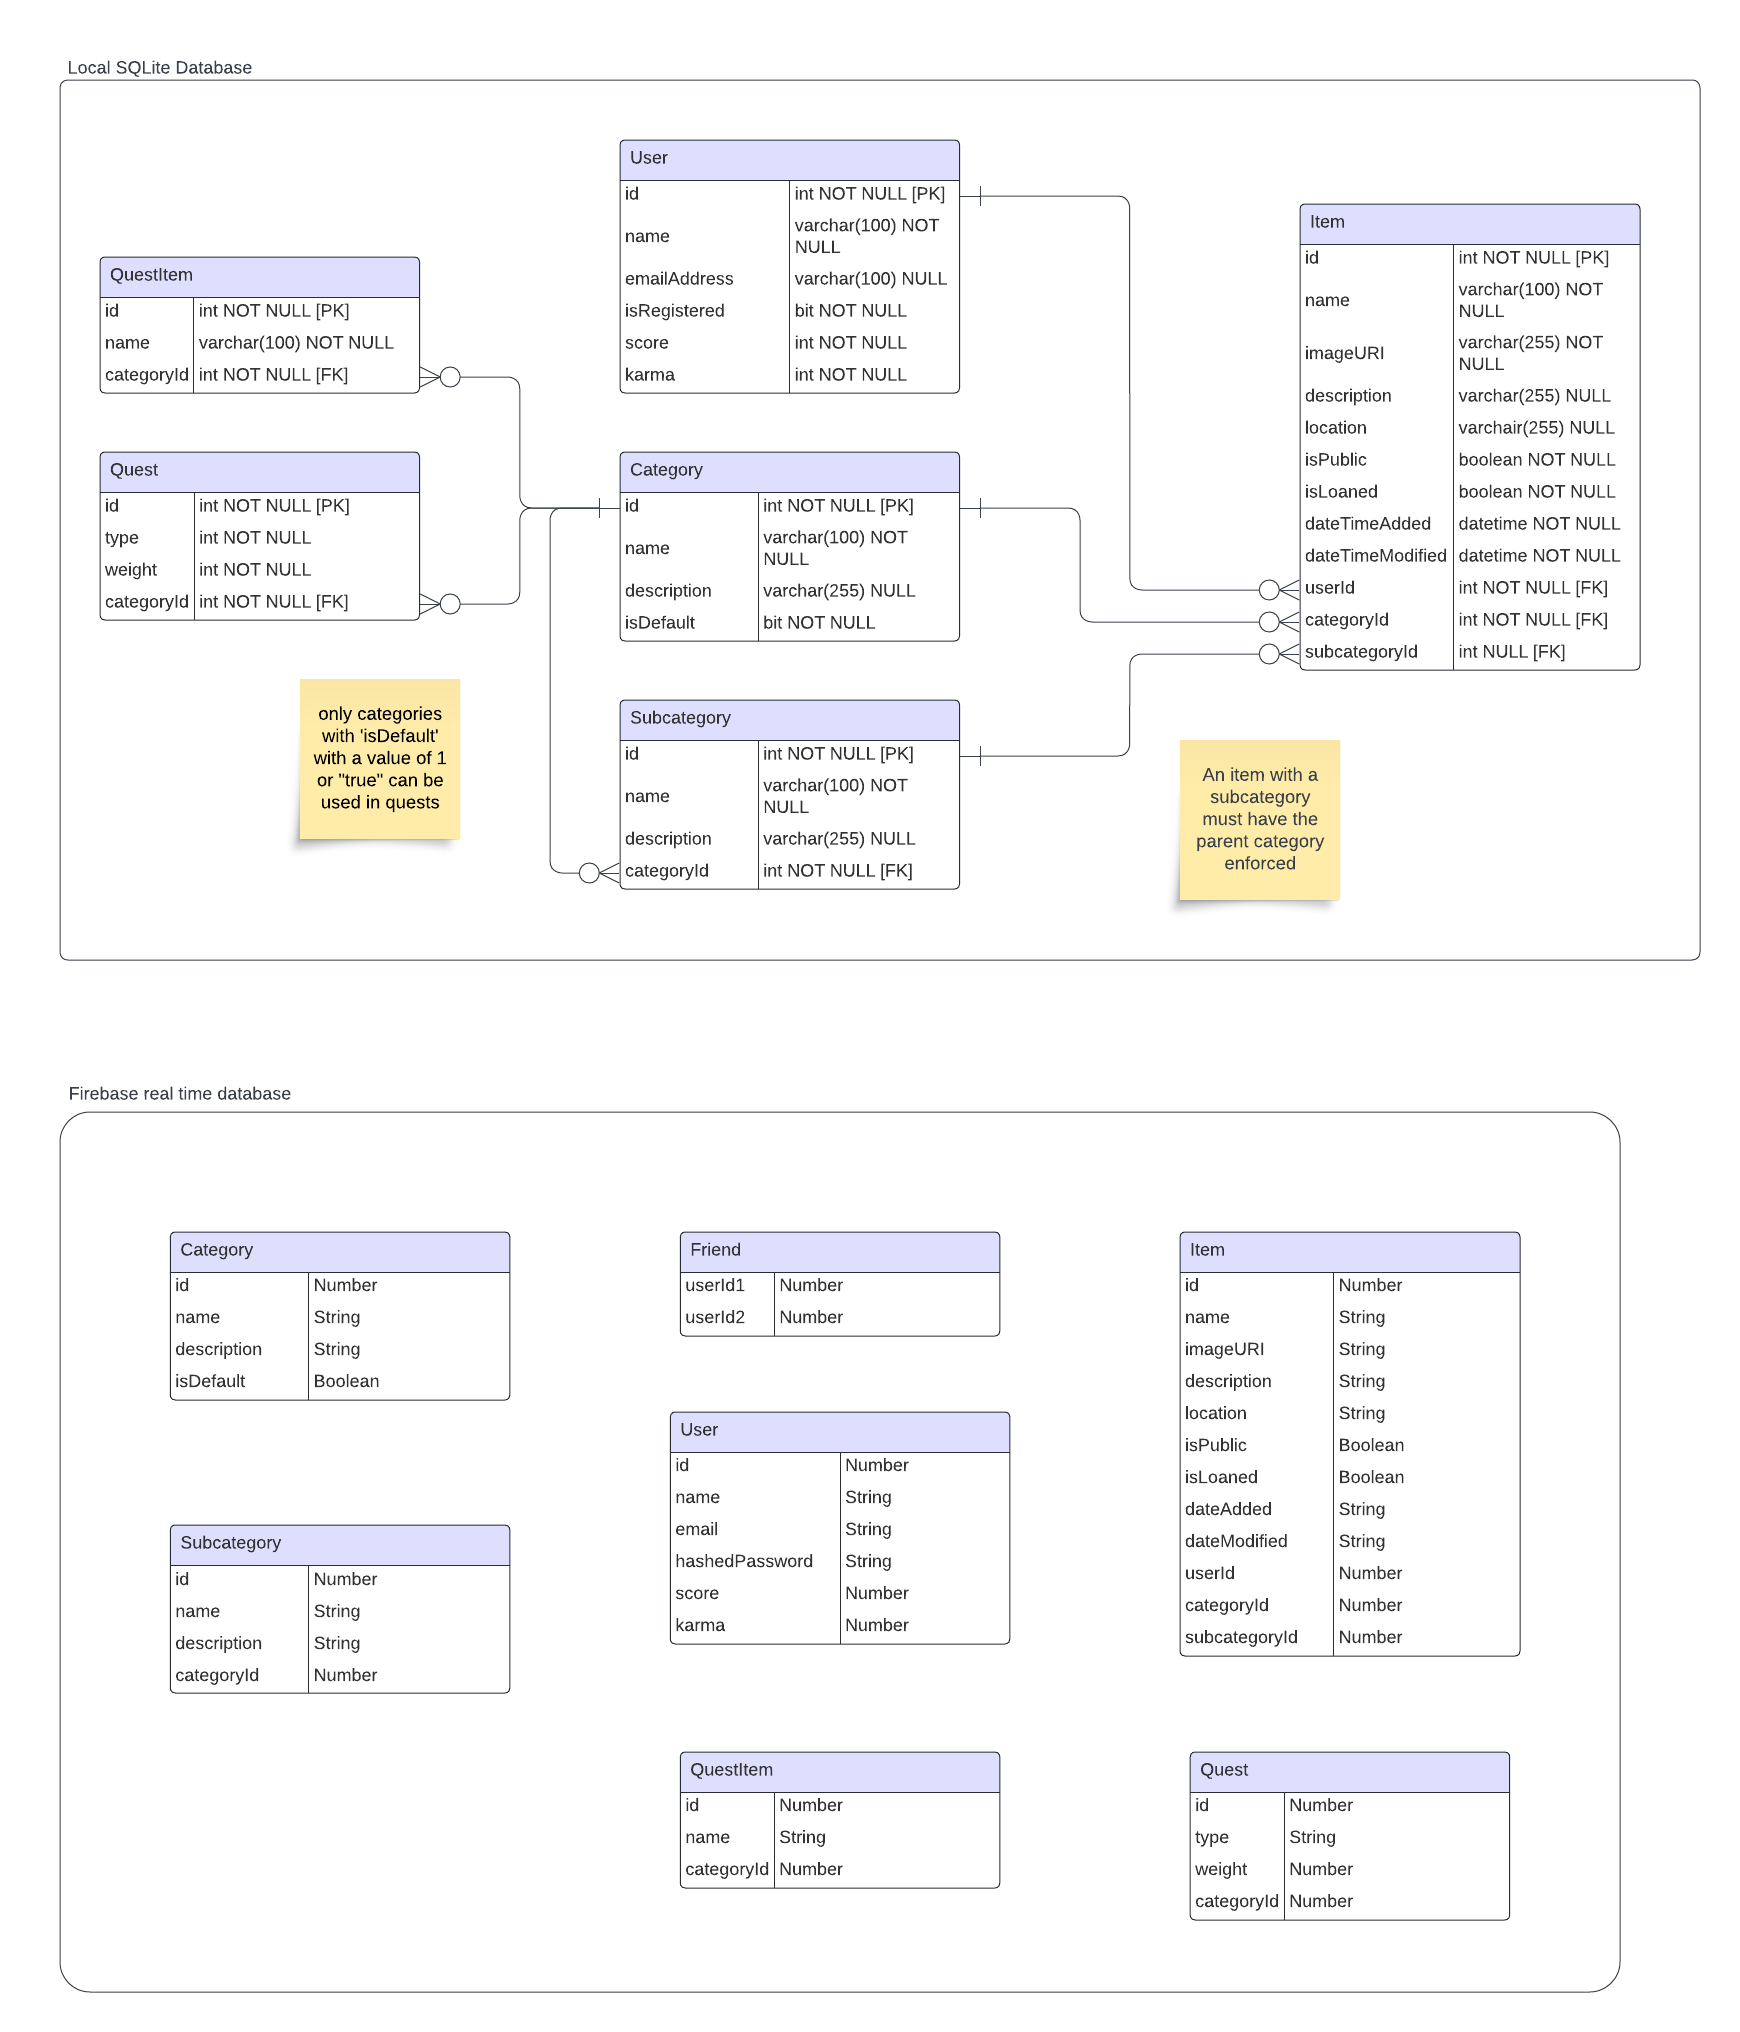 Local SQLite Database
User
id int NOT NULL [PK]
name varchar(100) NOT
NULL
emailAddress varchar(100) NULL
isRegistered bit NOT NULL
score int NOT NULL
karma int NOT NULL
Item
id int NOT NULL [PK]
name varchar(100) NOT
NULL
imageURI varchar(255) NOT
NULL
description varchar(255) NULL
location varchair(255) NULL
isPublic boolean NOT NULL
isLoaned boolean NOT NULL
dateTimeAdded datetime NOT NULL
dateTimeModified datetime NOT NULL
userId int NOT NULL [FK]
categoryId int NOT NULL [FK]
subcategoryId int NULL [FK]
QuestItem
id int NOT NULL [PK]
name varchar(100) NOT NULL
categoryId int NOT NULL [FK]
Quest
id int NOT NULL [PK]
type int NOT NULL
weight int NOT NULL
categoryId int NOT NULL [FK]
Category
id int NOT NULL [PK]
name varchar(100) NOT
NULL
description varchar(255) NULL
isDefault bit NOT NULL
only categories
with 'isDefault'
with a value of 1
or "true" can be
used in quests
Subcategory
id int NOT NULL [PK]
name varchar(100) NOT
NULL
description varchar(255) NULL
categoryId int NOT NULL [FK]
An item with a
subcategory
must have the
parent category
enforced
Firebase real time database
Category
id Number
name String
description String
isDefault Boolean
Friend
userId1 Number
userId2 Number
Item
id Number
name String
imageURI String
description String
location String
isPublic Boolean
isLoaned Boolean
dateAdded String
dateModified String
userId Number
categoryId Number
subcategoryId Number
User
id Number
name String
email String
hashedPassword String
score Number
karma Number
Subcategory
id Number
name String
description String
categoryId Number
QuestItem
id Number
name String
categoryId Number
Quest
id Number
type String
weight Number
categoryId Number